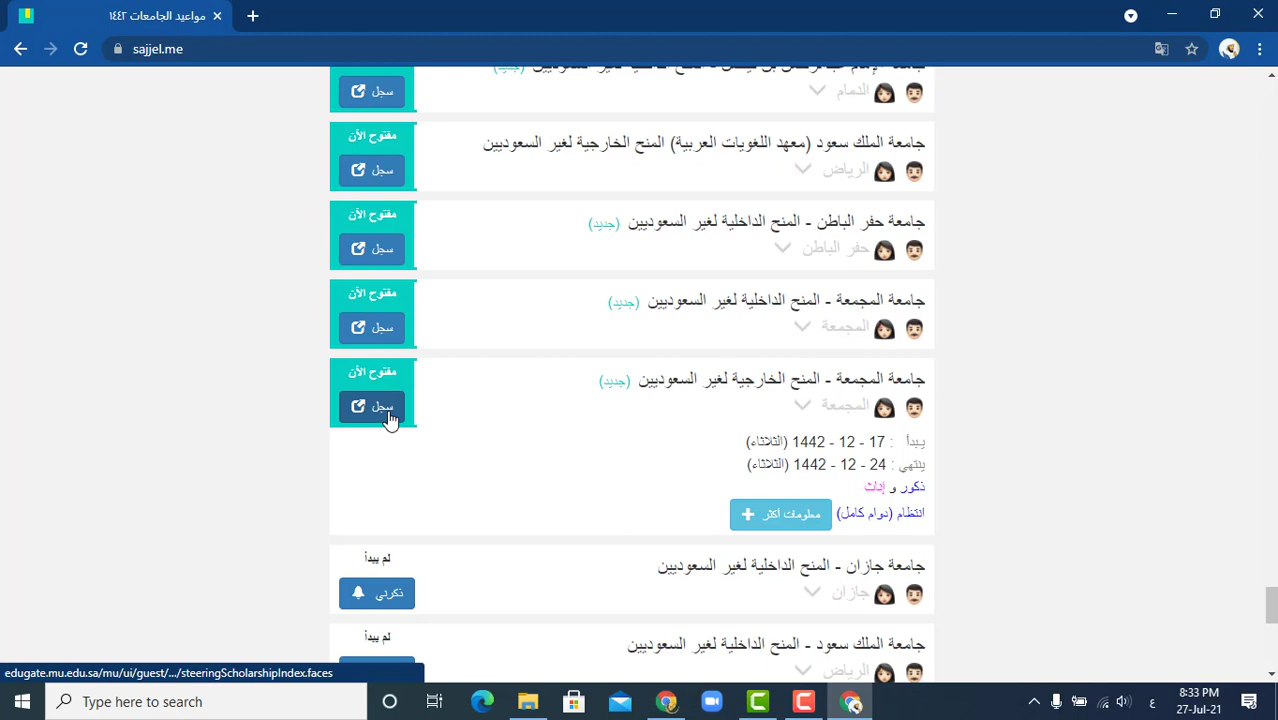 مواعيد الجامعات ١٤٤٢
sajjel.me
سجل
الدمام
مفتوح الآن
جامعة الملك سعود (معهد اللغويات العربية) المنح الخارجية لغير السعوديين
سجل
الرياض
مفتوح الآن
جامعة حفر الباطن - المنح الداخلية لغير السعوديين (جديد)
سجل
حفر الباطن
مفتوح الآن
جامعة المجمعة - المنح الداخلية لغير السعوديين (جديد)
سجل
المجمعة
مفتوح الآن
جامعة المجمعة - المنح الخارجية لغير السعوديين (جديد)
سجل
المجمعة
يبدأ : 17 - 12 - 1442 (الثلاثاء)
ينتهي : 24 - 12 - 1442 (الثلاثاء)
ذكور و إناث
انتظام (دوام كامل)
معلومات أكثر
لم يبدأ
جامعة جازان - المنح الداخلية لغير السعوديين
ذكرني
جازان
لم يبدأ
جامعة الملك سعود - المنح الداخلية لغير السعوديين
الرياض
edugate.mu.edu.sa/mu/ui/guest/.../steeringScholarshipIndex.faces
Type here to search
ع
8:33 PM
27-Jul-21